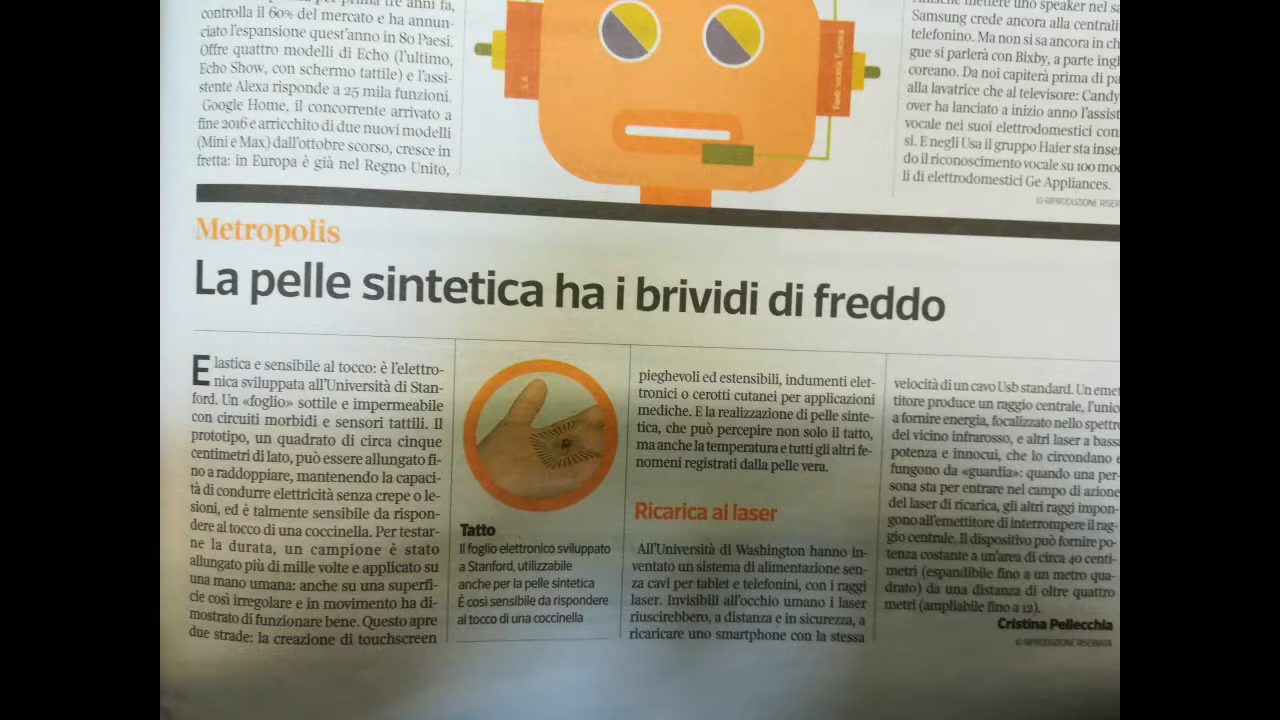 controlla il 60% del mercato e ha annun-
ciato l'espansione quest'anno in 80 Paesi.
Offre quattro modelli di Echo (l'ultimo,
Echo Show, con schermo tattile) e l'assi-
stente Alexa risponde a 25 mila funzioni.
Google Home, il concorrente arrivato a
fine 2016 e arricchito di due nuovi modelli
(Mini e Max) dall'ottobre scorso, cresce in
fretta: in Europa è già nel Regno Unito,
uno speaker nel
Samsung crede ancora alla centrali
telefonino. Ma non si sa ancora in
gue si parlerà con Bixby, a parte
coreano. Da noi capiterà prima di
alla lavatrice che al televisore: Candy
over ha lanciato a inizio anno l'assist
vocale nei suoi elettrodomestici
si. E negli Usa il gruppo Haier sta
do il riconoscimento vocale su 100
li di elettrodomestici Ge Appliances.
© RIPRODUZIONE RISER
Metropolis
La pelle sintetica ha i brividi di freddo
Elastica e sensibile al tocco: è l'elettro-
nica sviluppata all'Università di Stan-
ford. Un «foglio» sottile e impermeabile
con circuiti morbidi e sensori tattili. Il
prototipo, un quadrato di circa cinque
centimetri di lato, può essere allungato fi-
no a raddoppiare, mantenendo la capaci-
tà di condurre elettricità senza crepe o le-
sioni, ed è talmente sensibile da rispon-
dere al tocco di una coccinella. Per testar-
ne la durata, un campione è stato
allungato più di mille volte e applicato su
una mano umana: anche su una superfi-
cie così irregolare e in movimento ha di-
mostrato di funzionare bene. Questo apre
due strade: la creazione di touchscreen
Tatto
Il foglio elettronico sviluppato
a Stanford, utilizzabile
anche per la pelle sintetica
È così sensibile da rispondere
al tocco di una coccinella
pieghevoli ed estensibili, indumenti elet-
tronici o cerotti cutanei per applicazioni
mediche. E la realizzazione di pelle sinte-
tica, che può percepire non solo il tatto,
ma anche la temperatura e tutti gli altri fe-
nomeni registrati dalla pelle vera.
Ricarica al laser
All'Università di Washington hanno in-
ventato un sistema di alimentazione sen-
za cavi per tablet e telefonini, con i raggi
laser. Invisibili all'occhio umano i laser
riuscirebbero, a distanza e in sicurezza, a
ricaricare uno smartphone con la stessa
velocità di un cavo Usb standard. Un emet
titore produce un raggio centrale, l'unico
a fornire energia, focalizzato nello spettro
del vicino infrarosso, e altri laser a bassa
potenza e innocui, che lo circondano e
fungono da «guardia»: quando una per-
sona sta per entrare nel campo di azione
del laser di ricarica, gli altri raggi impon-
gono all'emettitore di interrompere il rag-
gio centrale. Il dispositivo può fornire po-
tenza costante a un'area di circa 40 centi-
metri (espandibile fino a un metro qua-
drato) da una distanza di oltre quattro
metri (ampliabile fino a 12).
Cristina Pellecchia
© RIPRODUZIONE RISERVATA